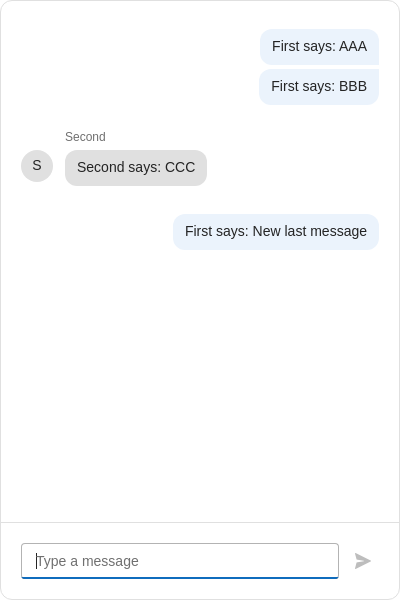 First says: AAA
First says: BBB
Second
S
Second says: CCC
First says: New last message
Type a message